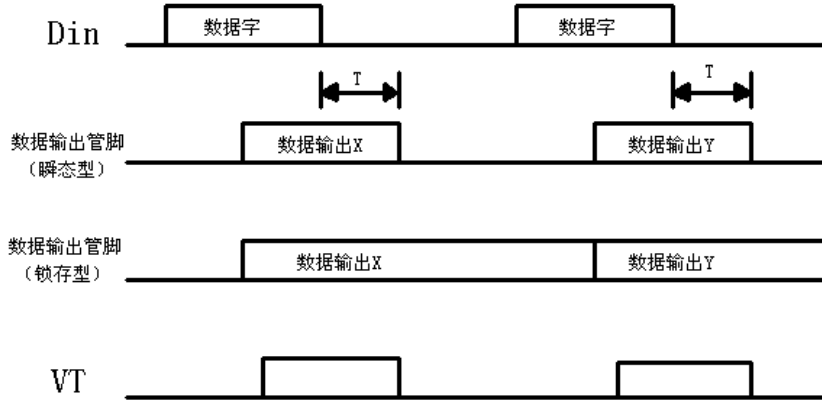 Din
数据字
数据字
T
T
数据输出管脚
（瞬态型）
数据输出X
数据输出Y
数据输出管脚
（锁存型）
数据输出X
数据输出Y
VT